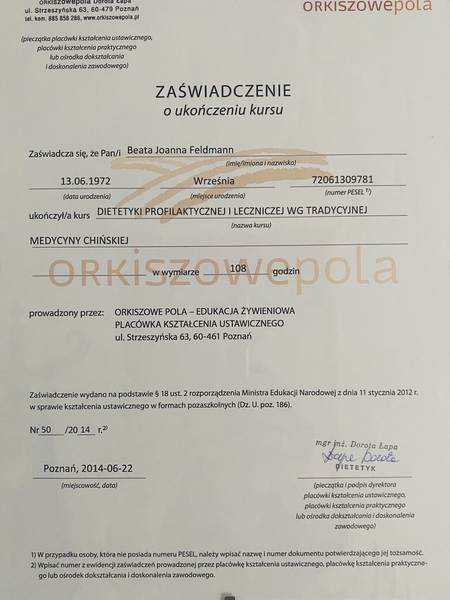 ORKISZOWEPOLA Dorota Łapa
ORKISZOWEpola
ul. Strzeszyńska 63, 60-479 Poznań
tel. kom. 885 858 286, www.orkiszowepola.pl
(pieczątka placówki kształcenia ustawicznego,
placówki kształcenia praktycznego
lub ośrodka dokształcania
i doskonalenia zawodowego)
ZAŚWIADCZENIE
o ukończeniu kursu
Zaświadcza się, że Pan/i Beata Joanna Feldmann
(imię/imiona i nazwisko)
13.06.1972 Września 72061309781
(data urodzenia) (miejsce urodzenia) (numer PESEL 1))
ukończył/a kurs DIETETYKI PROFILAKTYCZNEJ I LECZNICZEJ WG TRADYCYJNEJ
(nazwa kursu)
MEDYCYNY CHIŃSKIEJ
ORKISZOWEpola
w wymiarze 108 godzin
prowadzony przez: ORKISZOWE POLA – EDUKACJA ŻYWIENIOWA
PLACÓWKA KSZTAŁCENIA USTAWICZNEGO
ul. Strzeszyńska 63, 60-461 Poznań
Zaświadczenie wydano na podstawie § 18 ust. 2 rozporządzenia Ministra Edukacji Narodowej z dnia 11 stycznia 2012 r.
w sprawie kształcenia ustawicznego w formach pozaszkolnych (Dz. U. poz. 186).
Nr 50 /20 14 r.2)
mgr inż. Dorota Łapa
Łapa Dorota
DIETETYK
Poznań, 2014-06-22
(miejscowość, data)
(pieczątka i podpis dyrektora
placówki kształcenia ustawicznego,
placówki kształcenia praktycznego
lub ośrodka dokształcania i doskonalenia
zawodowego)
1) W przypadku osoby, która nie posiada numeru PESEL, należy wpisać nazwę i numer dokumentu potwierdzającego jej tożsamość.
2) Wpisać numer z ewidencji zaświadczeń prowadzonej przez placówkę kształcenia ustawicznego, placówkę kształcenia praktyczne-
go lub ośrodek dokształcania i doskonalenia zawodowego.